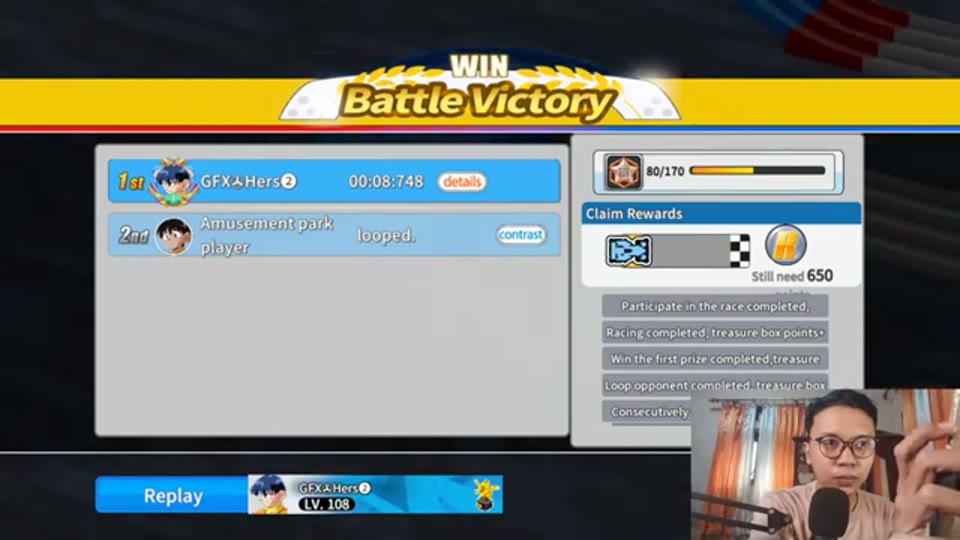 WIN
Battle Victory
1st GFX⅄Hers② 00:08:748 details
2nd Amusement park
player looped. contrast
80/170
Claim Rewards
R
Still need 650
Participate in the race completed,
Racing completed, treasure box points+
Win the first prize completed,treasure
Loop opponent completed, treasure box
Consecutively
Replay
GFX⅄Hers②
LV. 108